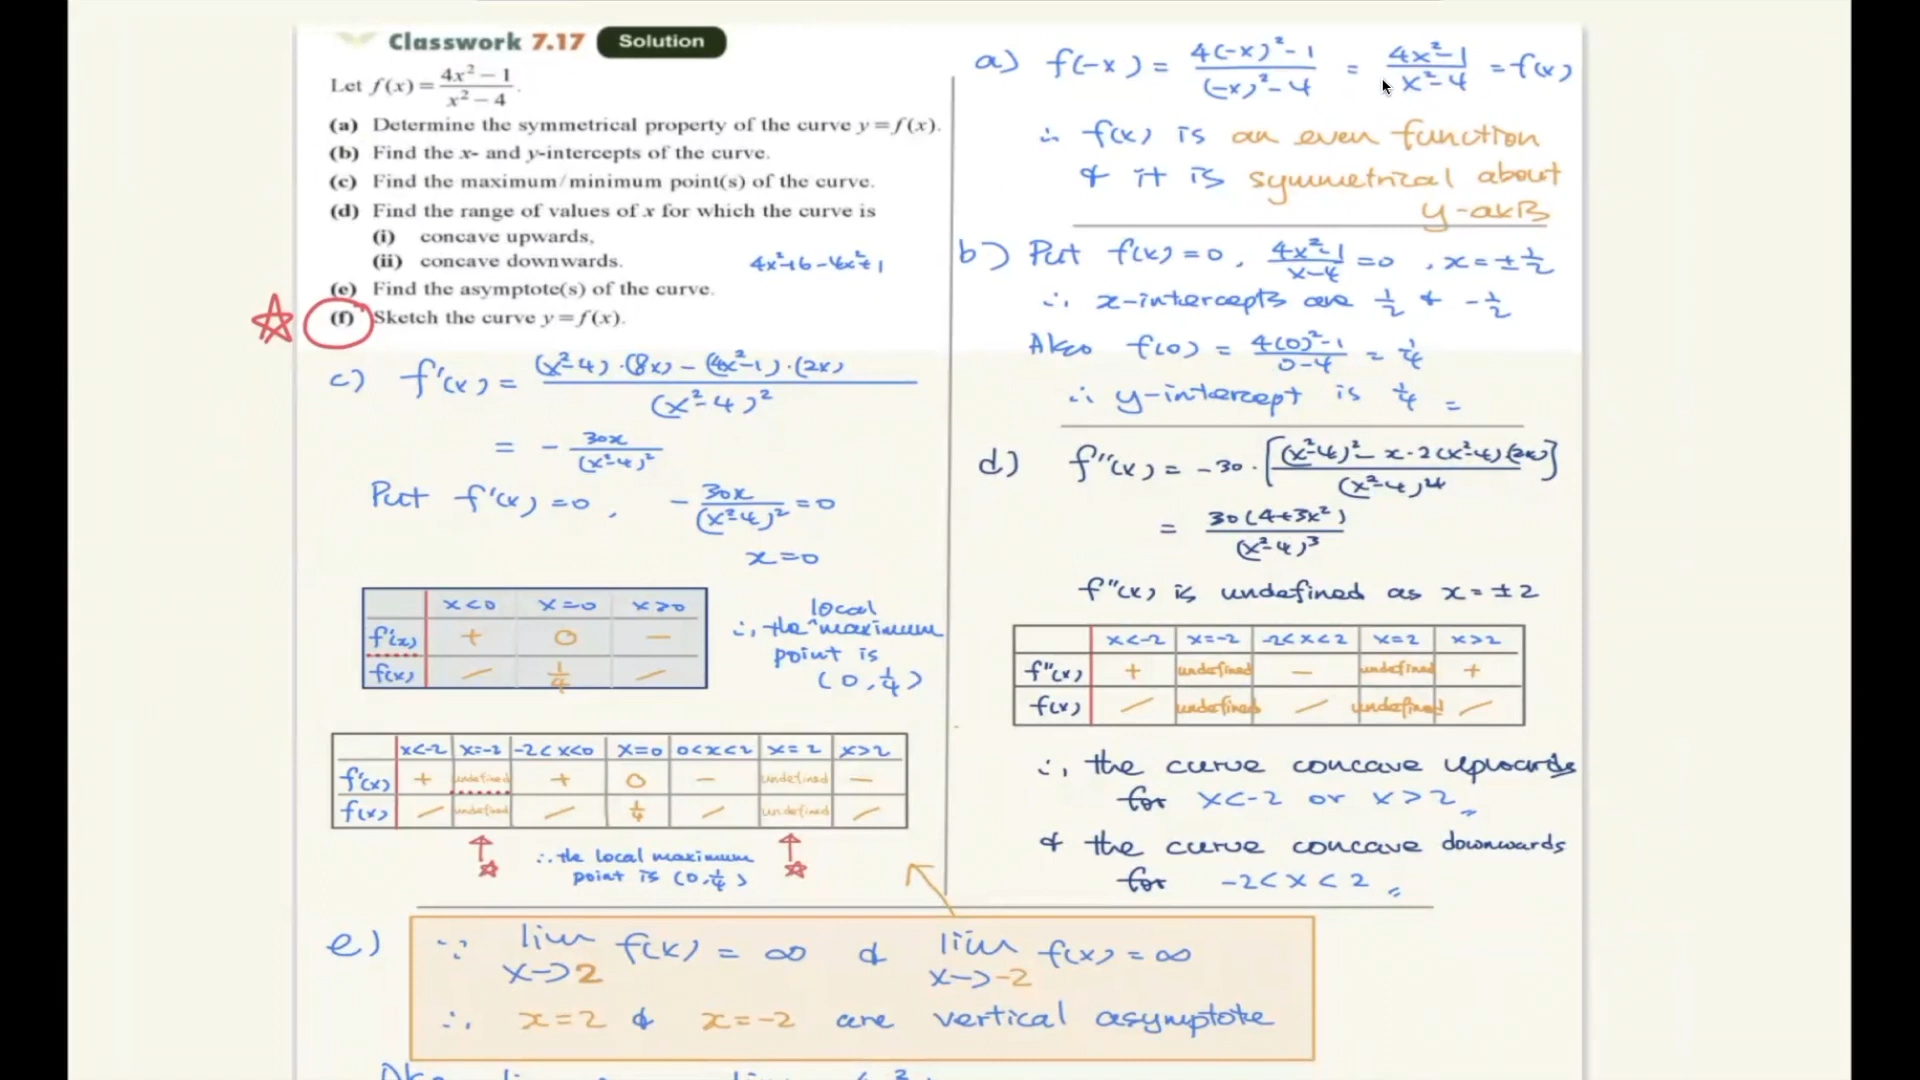 Classwork 7.17 Solution
Let f(x) = (4x² − 1)/(x² − 4).
(a) Determine the symmetrical property of the curve y = f(x).
(b) Find the x- and y-intercepts of the curve.
(c) Find the maximum/minimum point(s) of the curve.
(d) Find the range of values of x for which the curve is
(i) concave upwards,
(ii) concave downwards.
4x²-16-4x²+1
(e) Find the asymptote(s) of the curve.
(f) Sketch the curve y = f(x).
c) f'(x) = ((x²-4)·(8x) - (4x²-1)·(2x))/(x²-4)²
= - 30x/(x²-4)²
Put f'(x) = 0, - 30x/(x²-4)² = 0
x = 0
x<0 x=0 x>0
f'(x) + 0 −
f(x) 1/4
local
∴ the ^ maximum
point is
(0, 1/4)
x<-2 x=-2 -2<x<0 x=0 0<x<2 x=2 x>2
f'(x) + undefined + 0 − undefined −
f(x) undefined 1/4 undefined
∴ the local maximum
point is (0, 1/4)
a) f(-x) = (4(-x)²-1)/((-x)²-4) = (4x²-1)/(x²-4) = f(x)
∴ f(x) is an even function
& it is symmetrical about
y-axis
b) Put f(x) = 0, (4x²-1)/(x-4) = 0, x = ± 1/2
∴ x-intercepts are 1/2 & -1/2
Also f(0) = (4(0)²-1)/(0-4) = 1/4
∴ y-intercept is 1/4
d) f''(x) = -30 · [((x²-4)² - x·2(x²-4)(2x))/(x²-4)⁴]
= 30(4+3x²)/(x²-4)³
f''(x) is undefined as x = ±2
x<-2 x=-2 -2<x<2 x=2 x>2
f''(x) + undefined − undefined +
f(x) undefined undefined
∴ the curve concave upwards
for x<-2 or x>2
& the curve concave downwards
for -2<x<2
e) ∵ lim x->2 f(x) = ∞ & lim x->-2 f(x) = ∞
∴ x=2 & x=-2 are vertical asymptote